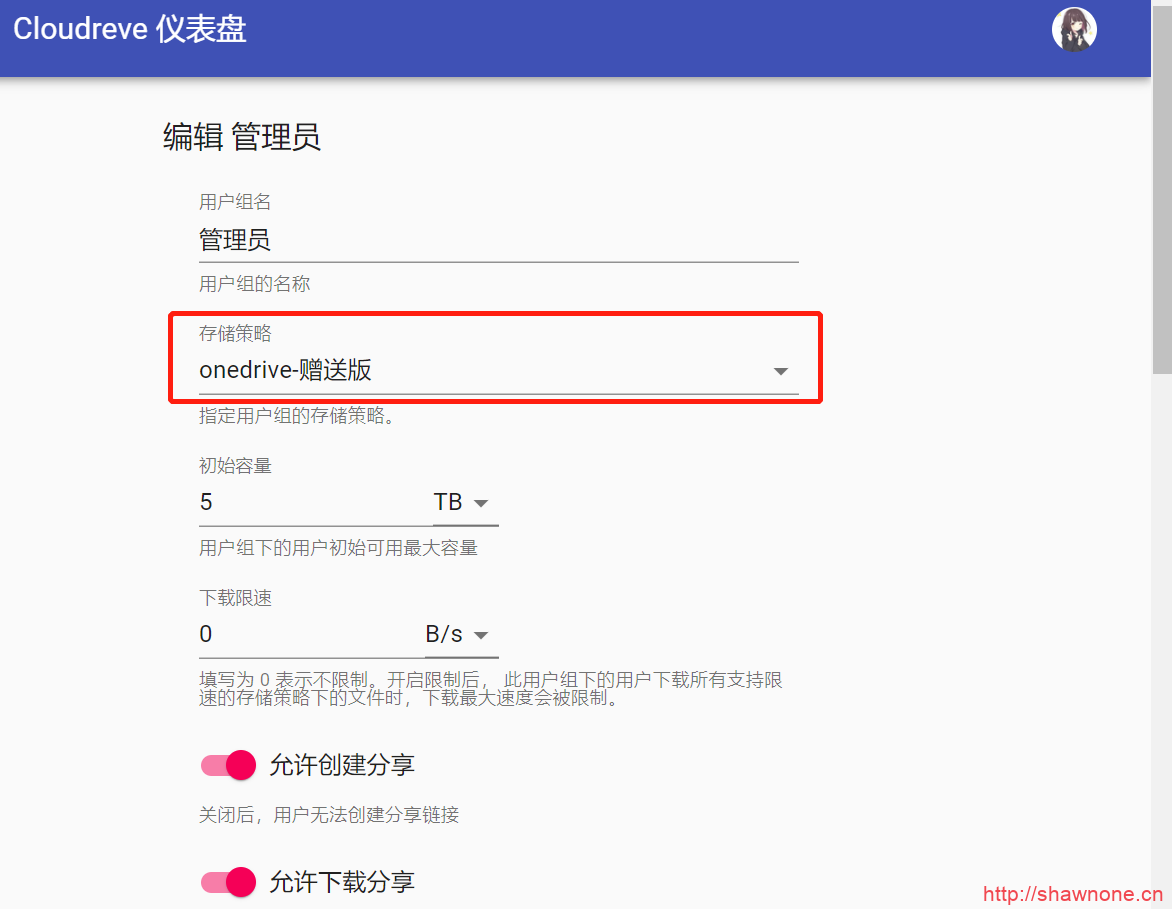 Cloudreve 仪表盘
编辑 管理员
用户组名
管理员
用户组的名称
存储策略
onedrive-赠送版
指定用户组的存储策略。
初始容量
5 TB
用户组下的用户初始可用最大容量
下载限速
0 B/s
填写为 0 表示不限制。开启限制后， 此用户组下的用户下载所有支持限
速的存储策略下的文件时，下载最大速度会被限制。
允许创建分享
关闭后，用户无法创建分享链接
允许下载分享
http://shawnone.cn